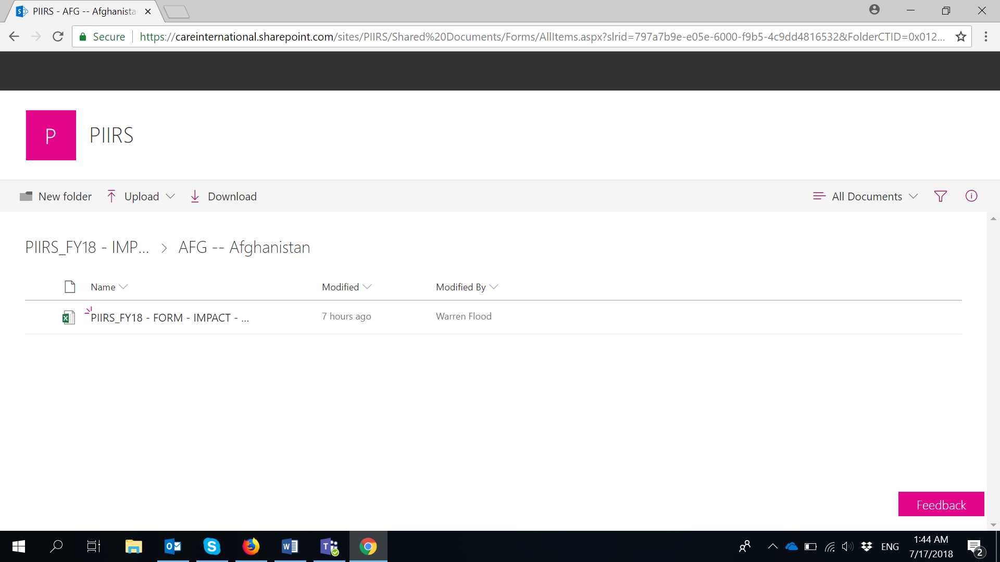 PIIRS - AFG -- Afghanista
Secure
https://careinternational.sharepoint.com/sites/PIIRS/Shared%20Documents/Forms/AllItems.aspx?slrid=797a7b9e-e05e-6000-f9b5-4c9dd4816532&FolderCTID=0x012...
P
PIIRS
New folder
Upload
Download
All Documents
PIIRS_FY18 - IMP... > AFG -- Afghanistan
Name Modified Modified By
PIIRS_FY18 - FORM - IMPACT - ... 7 hours ago Warren Flood
Feedback
ENG
1:44 AM
7/17/2018
2